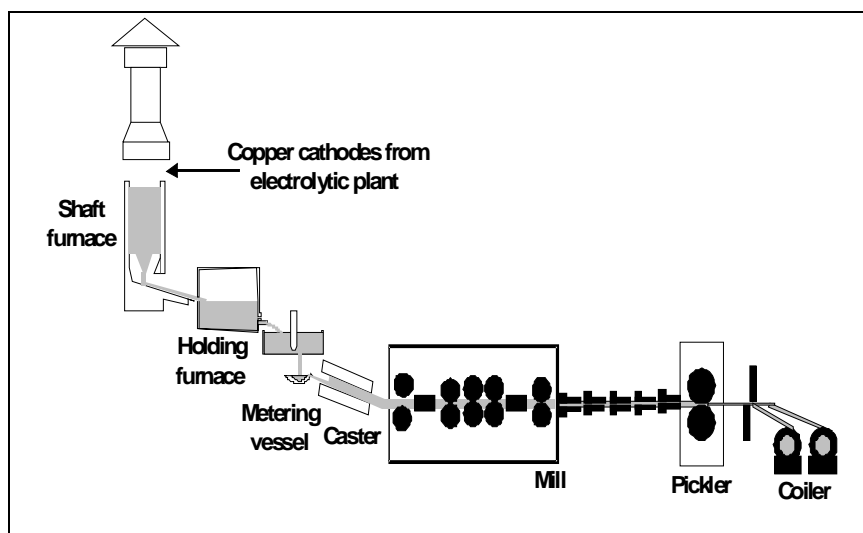 Copper cathodes from
electrolytic plant
Shaft
furnace
Holding
furnace
Metering
vessel
Caster
Mill
Pickler
Coiler